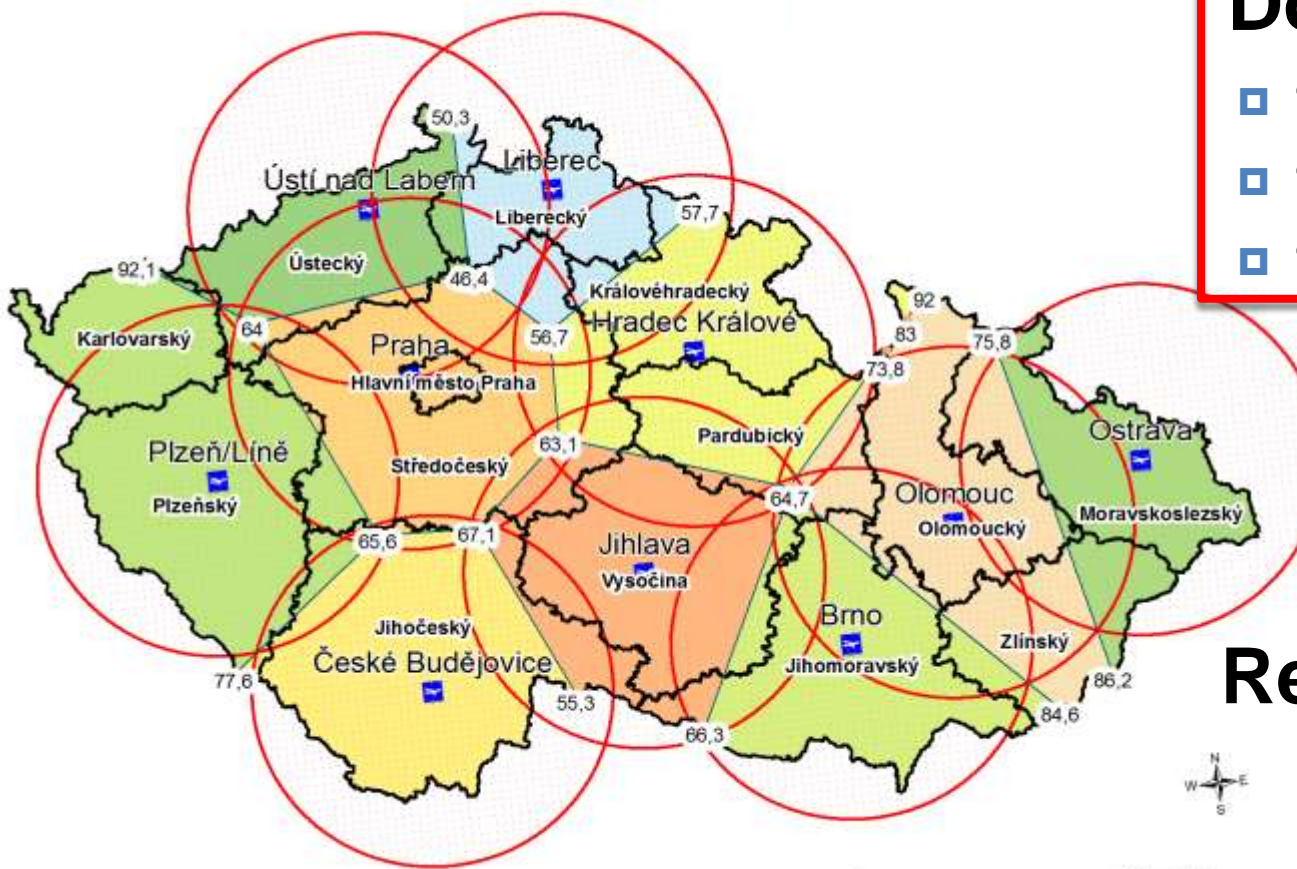 De
50,3
Liberec
Ústí nad Labem
57,7
Liberecký
Ústecký
92,1
46,4
Královéhradecký
92
Karlovarský
64
56,7
Hradec Králové
83
75,8
Praha
73,8
Hlavní město Praha
Pardubický
Ostrava
Plzeň/Líně
63,1
Středočeský
64,7
Olomouc
Plzeňský
Olomoucký
Moravskoslezský
65,6
67,1
Jihlava
Vysočina
Brno
Jihočeský
Zlínský
České Budějovice
Jihomoravský
77,6
86,2
Re
55,3
84,6
66,3
N
W
E
S